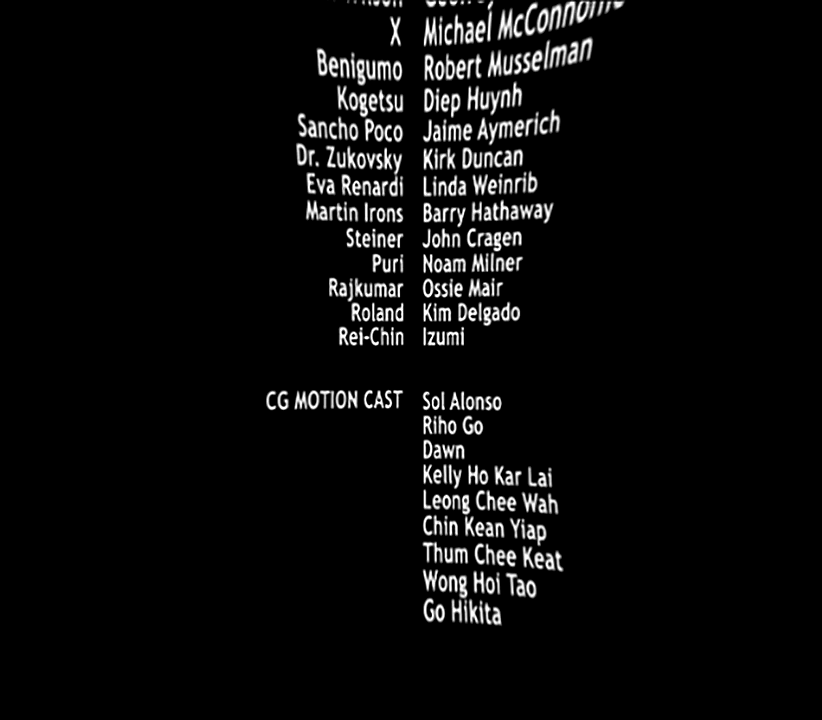 X Michael McConnohie
Benigumo Robert Musselman
Kogetsu Diep Huynh
Sancho Poco Jaime Aymerich
Dr. Zukovsky Kirk Duncan
Eva Renardi Linda Weinrib
Martin Irons Barry Hathaway
Steiner John Cragen
Puri Noam Milner
Rajkumar Ossie Mair
Roland Kim Delgado
Rei-Chin Izumi
CG MOTION CAST Sol Alonso
Riho Go
Dawn
Kelly Ho Kar Lai
Leong Chee Wah
Chin Kean Yiap
Thum Chee Keat
Wong Hoi Tao
Go Hikita